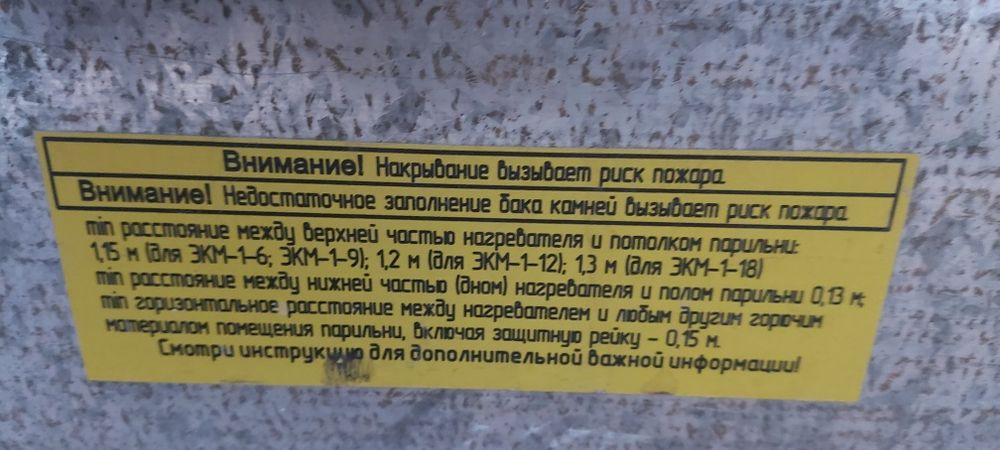 Внимание! Накрывание вызывает риск пожара.
Внимание! Недостаточное заполнение бака камней вызывает риск пожара.
min расстояние между верхней частью нагревателя и потолком парильни:
1,15 м (для ЭКМ-1-6; ЭКМ-1-9); 1,2 м (для ЭКМ-1-12); 1,3 м (для ЭКМ-1-18)
min расстояние между нижней частью (дном) нагревателя и полом парильни 0,13 м;
min горизонтальное расстояние между нагревателем и любым другим горючим
материалом помещения парильни, включая защитную рейку - 0,15 м.
Смотри инструкцию для дополнительной важной информации!